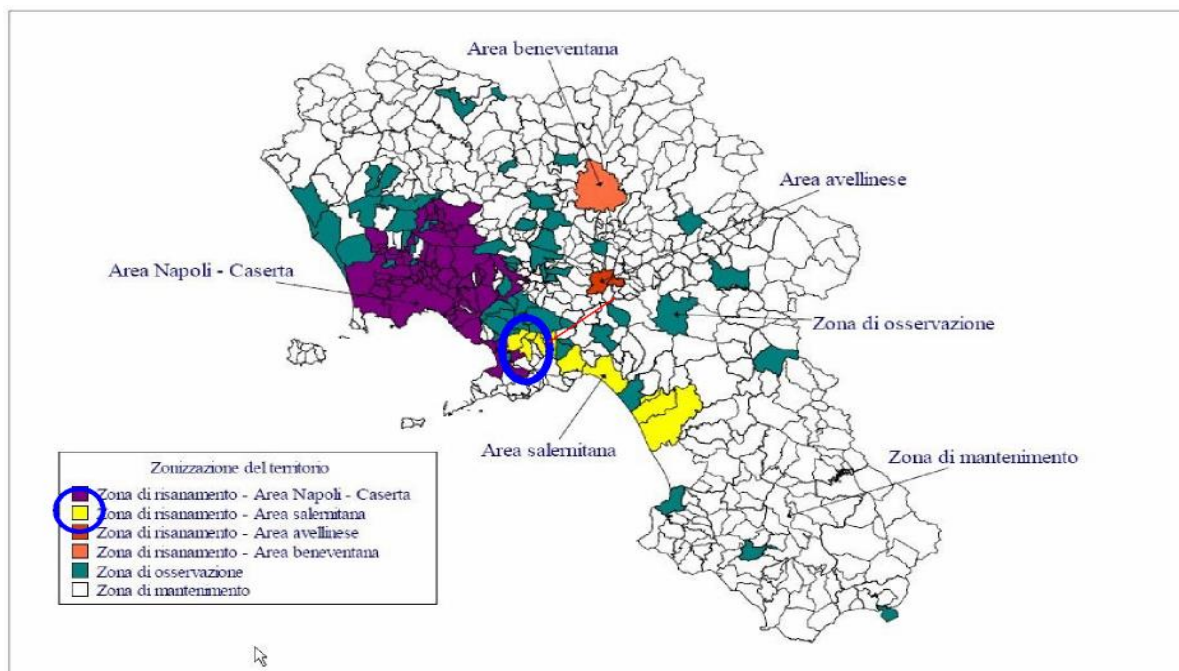 Area beneventana
Area avellinese
Area Napoli - Caserta
Zona di osservazione
Area salernitana
Zona di mantenimento
Zonizzazione del territorio
Zona di risanamento - Area Napoli - Caserta
Zona di risanamento - Area salernitana
Zona di risanamento - Area avellinese
Zona di risanamento - Area beneventana
Zona di osservazione
Zona di mantenimento